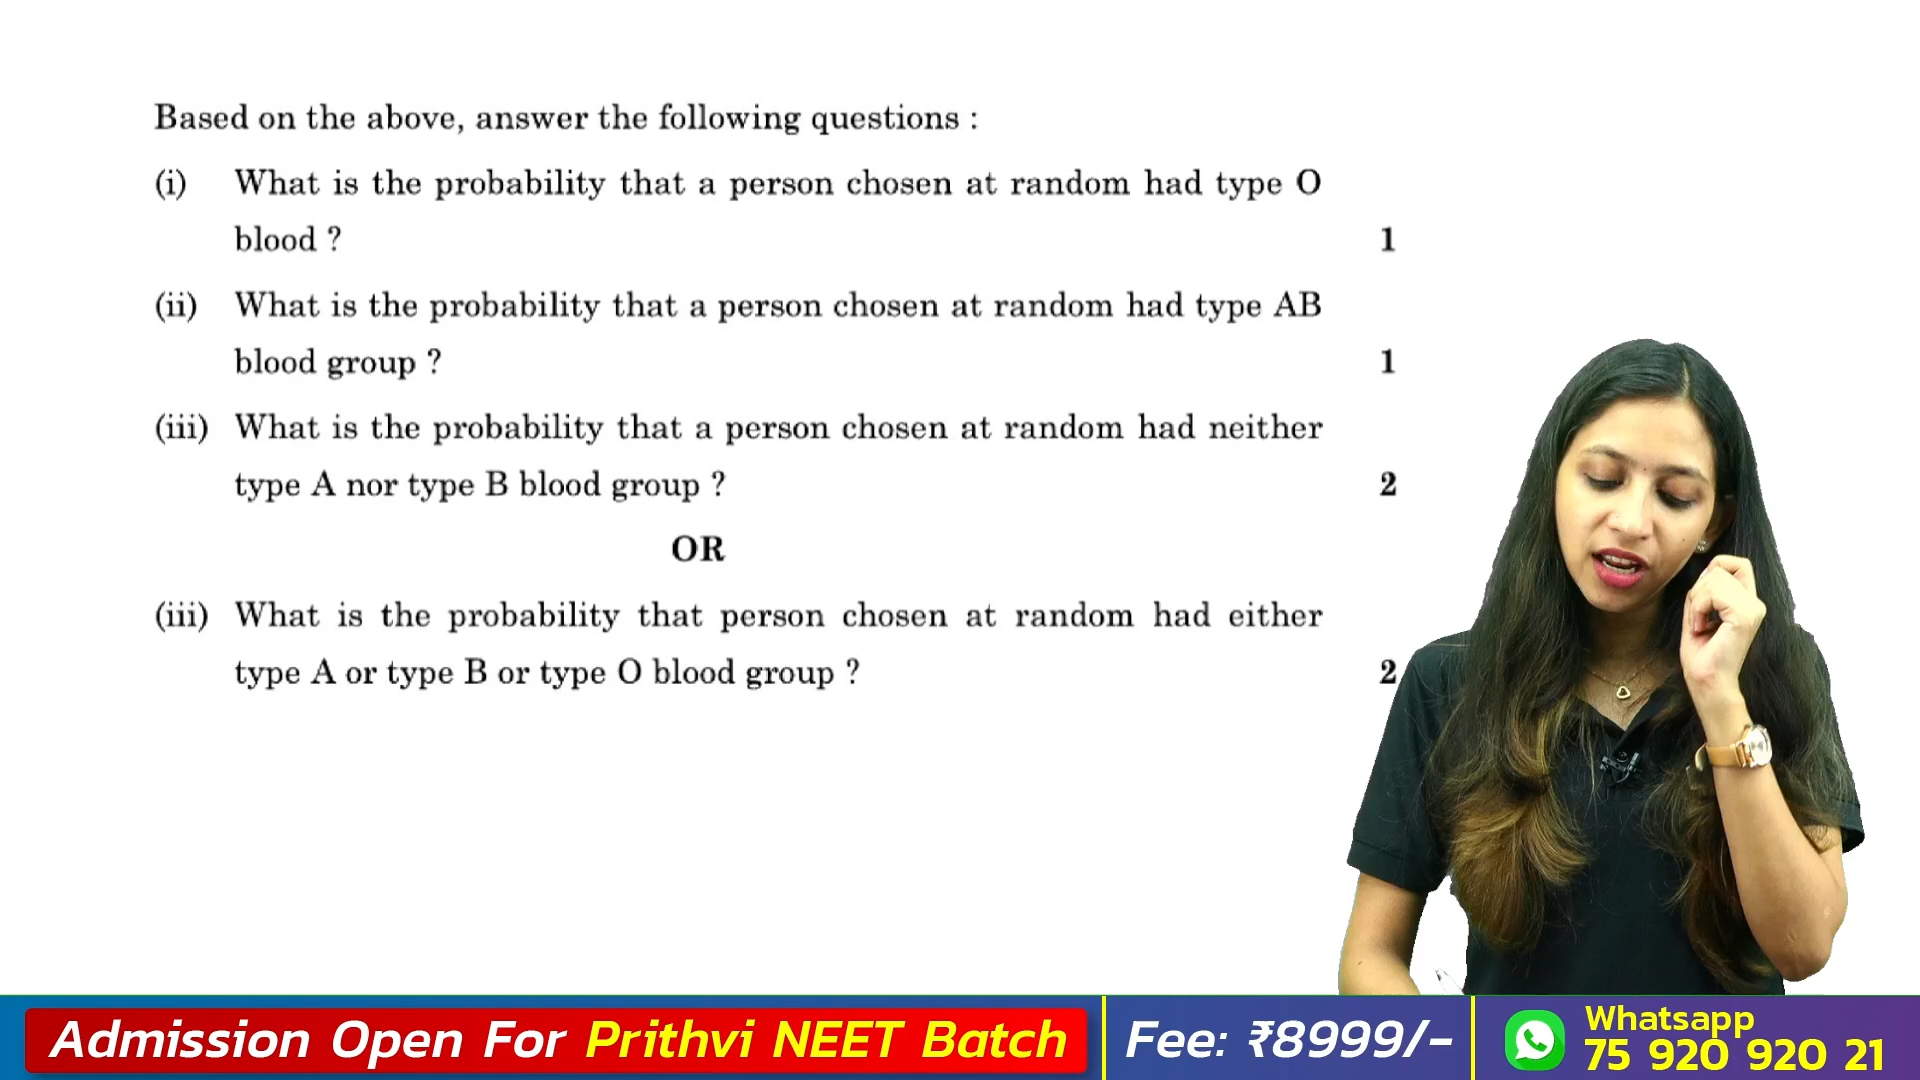 Based on the above, answer the following questions :
(i) What is the probability that a person chosen at random had type O
blood ? 1
(ii) What is the probability that a person chosen at random had type AB
blood group ? 1
(iii) What is the probability that a person chosen at random had neither
type A nor type B blood group ? 2
OR
(iii) What is the probability that person chosen at random had either
type A or type B or type O blood group ? 2
Admission Open For Prithvi NEET Batch
Fee: ₹8999/-
Whatsapp
75 920 920 21